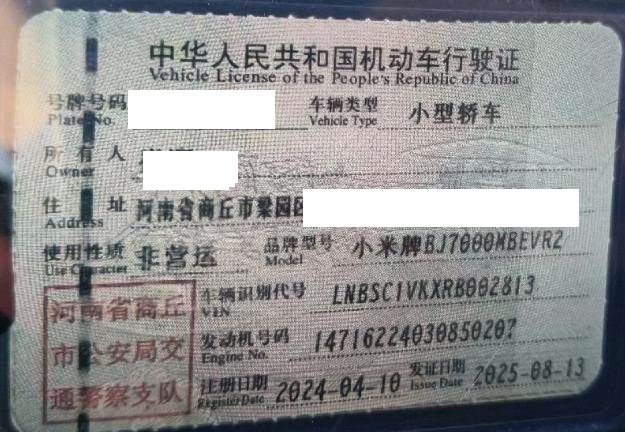 中华人民共和国机动车行驶证
Vehicle License of the People's Republic of China
号牌号码 车辆类型 小型轿车
Plate No. Vehicle Type
所有人
Owner
住址 河南省商丘市梁园区
Address
使用性质 非营运 品牌型号 小米牌BJ7000MBEVR2
Use Character Model
河南省商丘市公安局交通警察支队
车辆识别代号 LNBSC1VKXRB002813
VIN
发动机号码 14716224030850207
Engine No.
注册日期 2024-04-10 发证日期 2025-08-13
Register Date Issue Date